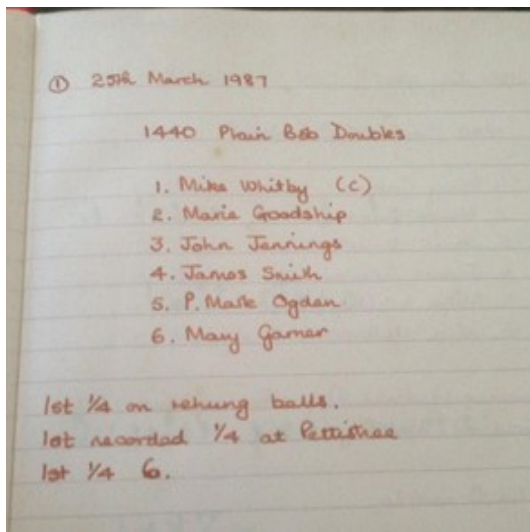 ① 25th March 1987
1440 Plain Bob Doubles
1. Mike Whitby (c)
2. Maria Goodship
3. John Jennings
4. James Smith
5. P. Mark Ogden
6. Mary Garner
1st 1/4 on rehung bells.
1st recorded 1/4 at Pettistree
1st 1/4 6.